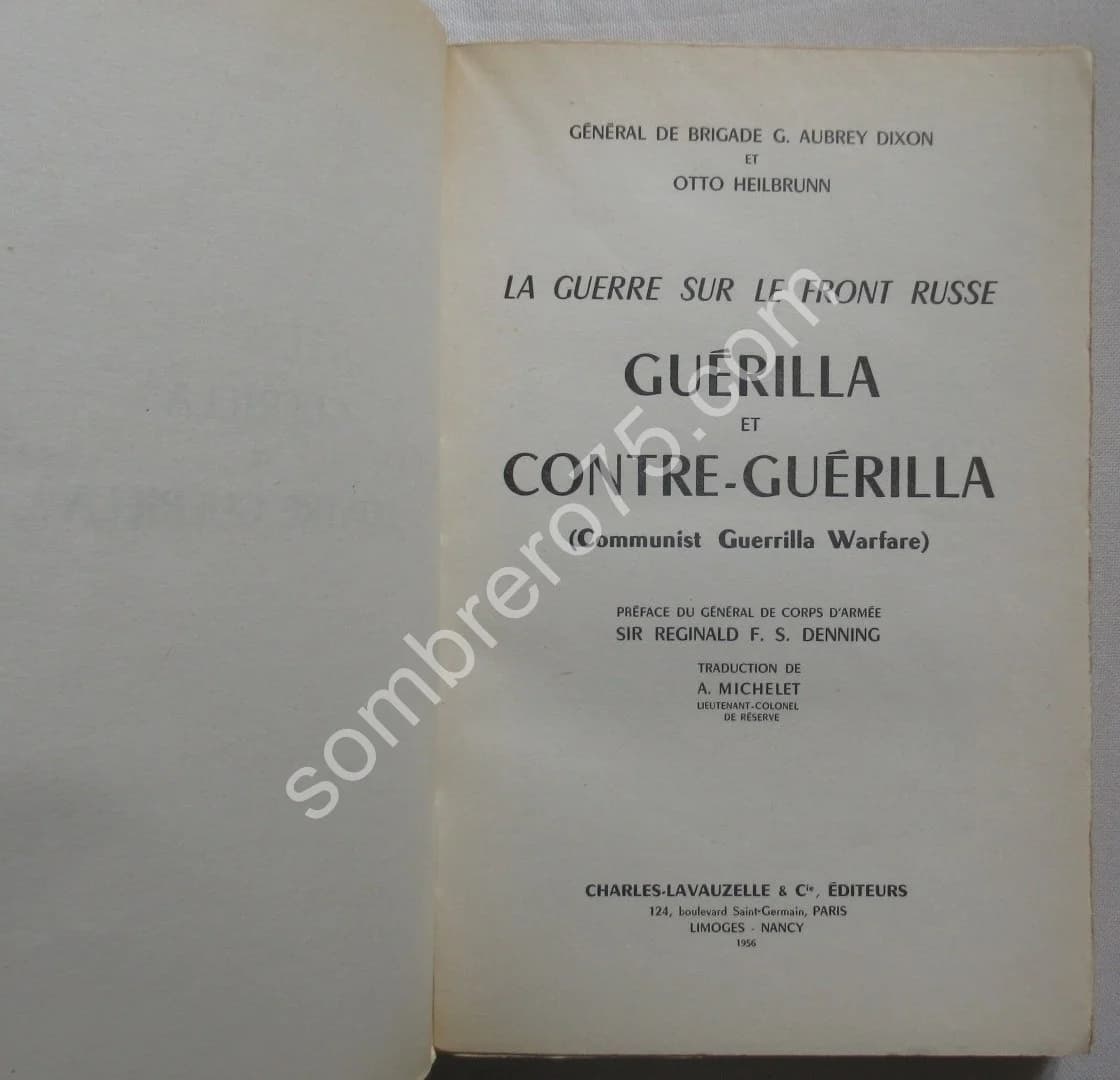 GÉNÉRAL DE BRIGADE G. AUBREY DIXON
ET
OTTO HEILBRUNN
LA GUERRE SUR LE FRONT RUSSE
GUÉRILLA
ET
CONTRE-GUÉRILLA
(Communist Guerrilla Warfare)
PRÉFACE DU GÉNÉRAL DE CORPS D'ARMÉE
SIR REGINALD F. S. DENNING
TRADUCTION DE
A. MICHELET
LIEUTENANT-COLONEL
DE RÉSERVE
CHARLES-LAVAUZELLE & Cie, ÉDITEURS
124, boulevard Saint-Germain, PARIS
LIMOGES - NANCY
1956
sombrero75.com